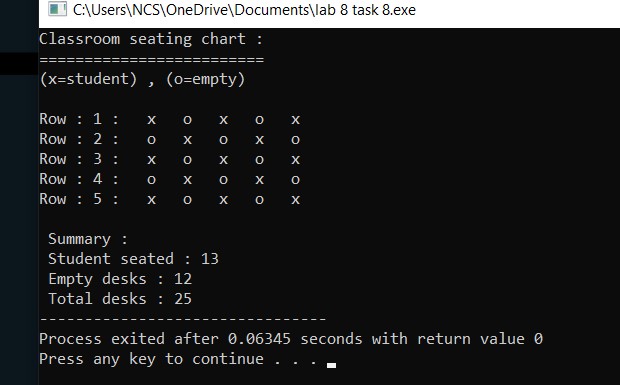 C:\Users\NCS\OneDrive\Documents\lab 8 task 8.exe
Classroom seating chart :
=========================
(x=student) , (o=empty)
Row : 1 :   x   o   x   o   x
Row : 2 :   o   x   o   x   o
Row : 3 :   x   o   x   o   x
Row : 4 :   o   x   o   x   o
Row : 5 :   x   o   x   o   x
Summary :
Student seated : 13
Empty desks : 12
Total desks : 25
--------------------------------
Process exited after 0.06345 seconds with return value 0
Press any key to continue . . .